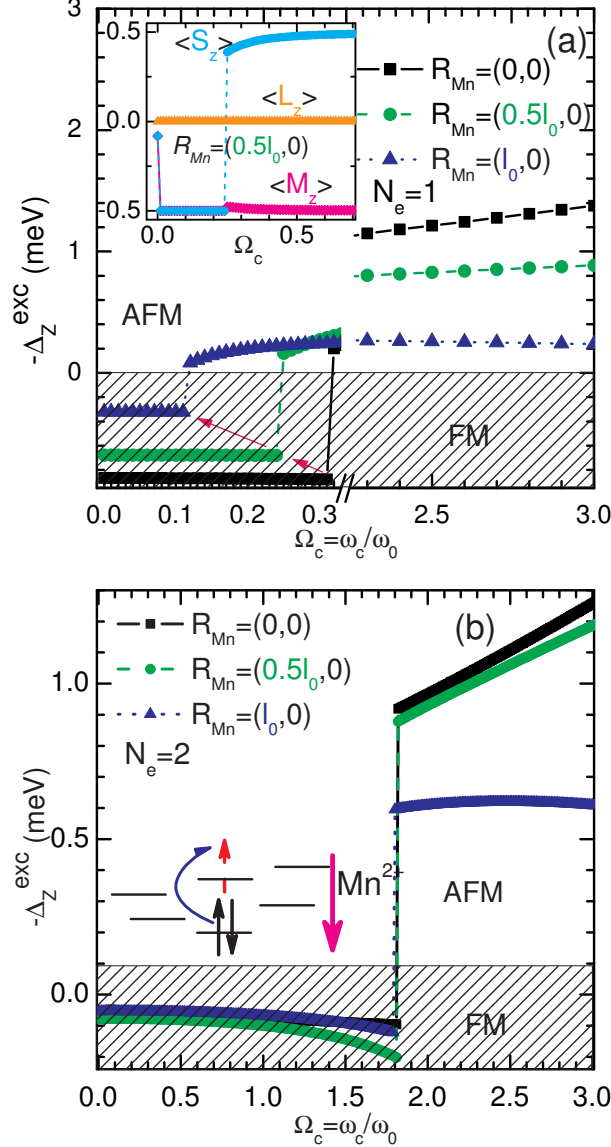 (a)
3
2
1
0
-Δ_Z^exc (meV)
0.5
0.0
-0.5
<S_z>
<L_z>
R_Mn=(0.5l_0,0)
<M_z>
0.0
0.5
Ω_c
R_Mn=(0,0)
R_Mn=(0.5l_0,0)
R_Mn=(l_0,0)
N_e=1
AFM
FM
0.0 0.1 0.2 0.3 2.5 3.0
Ω_c=ω_c/ω_0
(b)
R_Mn=(0,0)
R_Mn=(0.5l_0,0)
R_Mn=(l_0,0)
N_e=2
1.0
0.5
0.0
-Δ_Z^exc (meV)
Mn^2+
AFM
FM
0.0 0.5 1.0 1.5 2.0 2.5 3.0
Ω_c=ω_c/ω_0